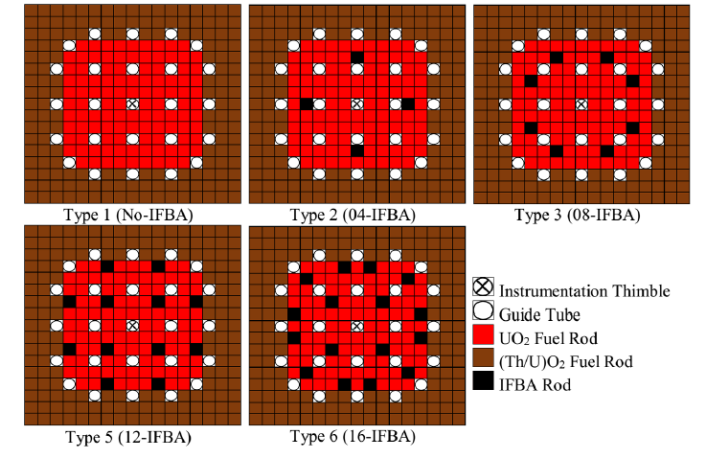 Type 1 (No-IFBA)
Type 2 (04-IFBA)
Type 3 (08-IFBA)
Type 5 (12-IFBA)
Type 6 (16-IFBA)
Instrumentation Thimble
Guide Tube
UO₂ Fuel Rod
(Th/U)O₂ Fuel Rod
IFBA Rod